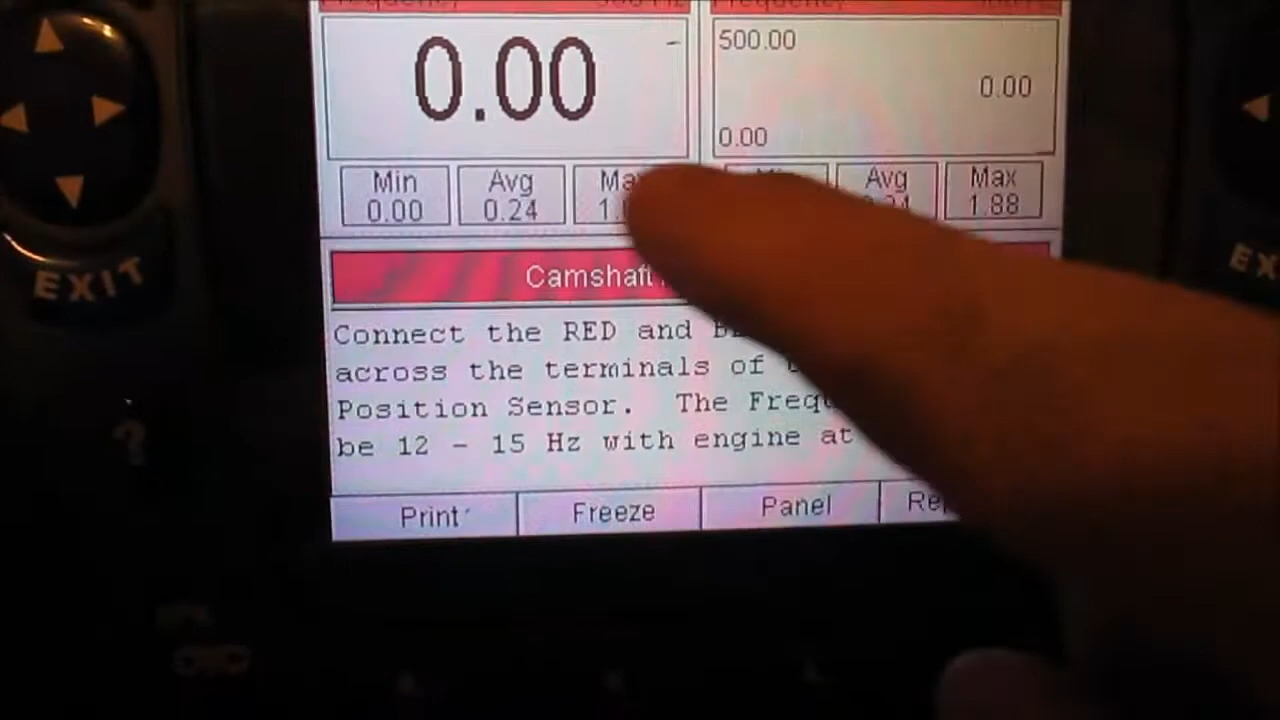 Frequency Frequency
0.00 -
500.00
0.00
0.00
Min Avg Avg Max
0.00 0.24 1.88
Camshaft
EXIT
Connect the RED and
across the terminals of
Position Sensor. The
be 12 - 15 Hz with engine at
Print Freeze Panel
?